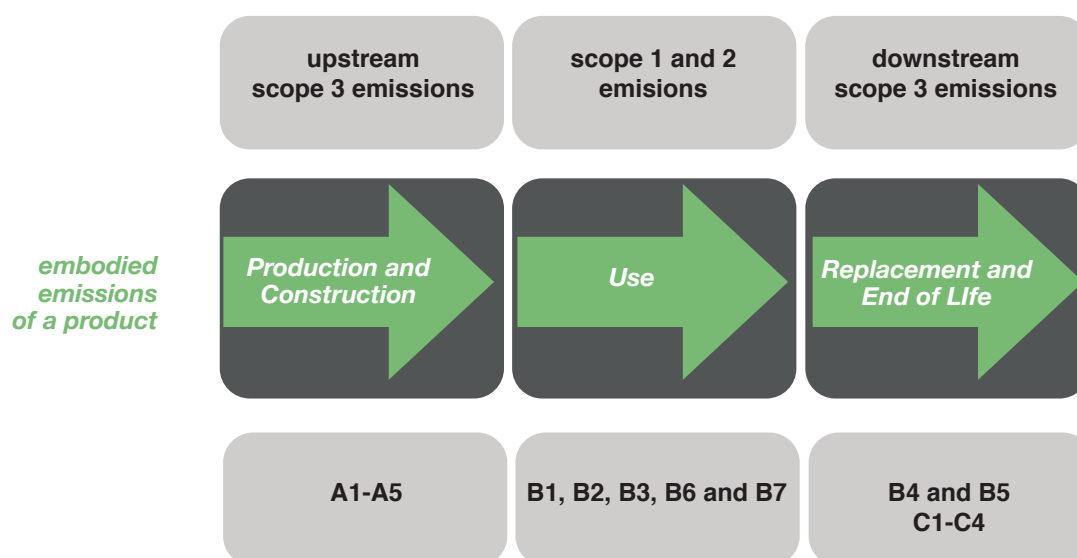 upstream
scope 3 emissions
scope 1 and 2
emisions
downstream
scope 3 emissions
embodied
emissions
of a product
Production and
Construction
Use
Replacement and
End of LIfe
A1-A5
B1, B2, B3, B6 and B7
B4 and B5
C1-C4